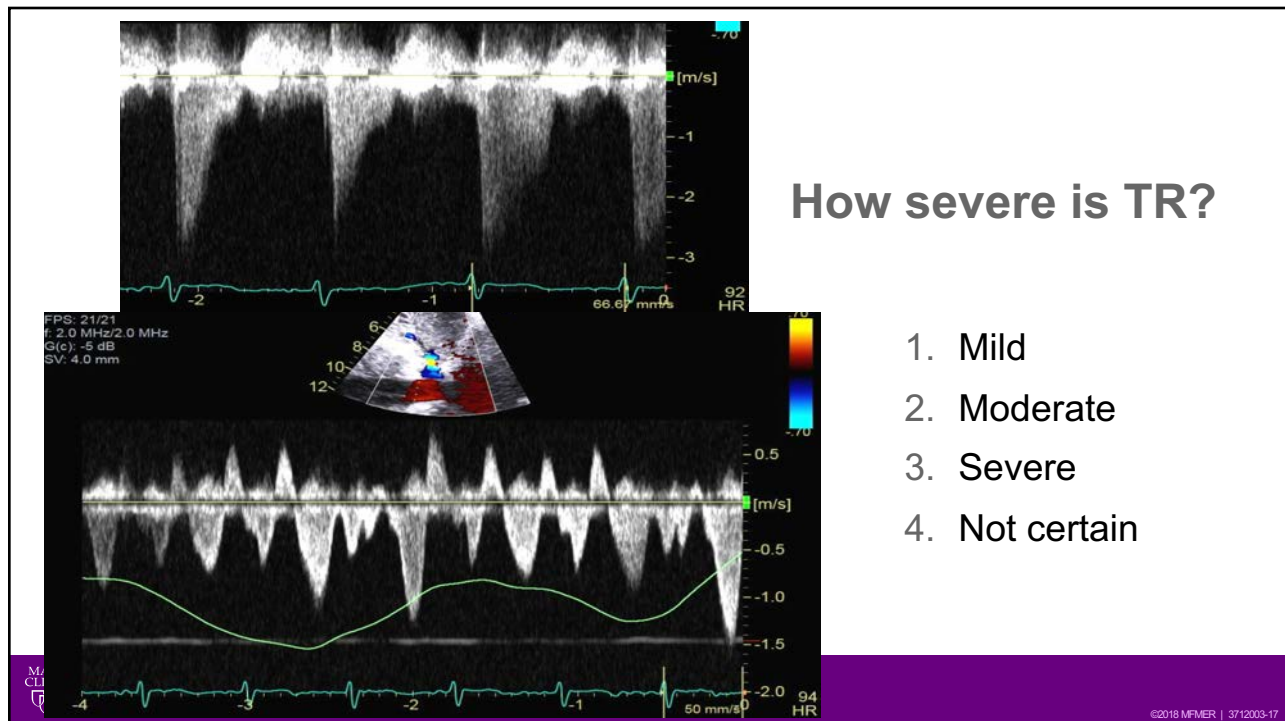 -.70
[m/s]
-1
-2
-3
-2
-1
0
66.67 mm/s
92
HR
How severe is TR?
1. Mild
2. Moderate
3. Severe
4. Not certain
FPS: 21/21
f: 2.0 MHz/2.0 MHz
G(c): -5 dB
SV: 4.0 mm
6
8
10
12
.70
-.70
0.5
[m/s]
-0.5
-1.0
-1.5
-2.0
-4
-3
-2
-1
0
50 mm/s
94
HR
©2018 MFMER | 3712003-17